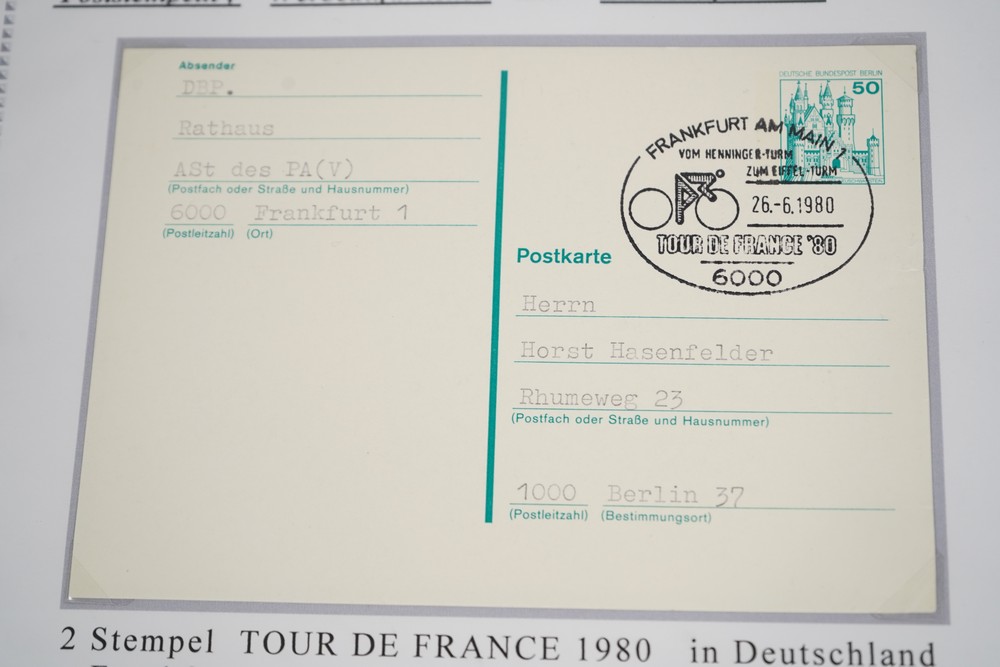 Absender
DBP.
Rathaus
ASt des PA(V)
(Postfach oder Straße und Hausnummer)
6000 Frankfurt 1
(Postleitzahl) (Ort)
DEUTSCHE BUNDESPOST BERLIN
50
FRANKFURT AM MAIN 1
VOM HENNINGER-TURM
ZUM EIFFEL-TURM
26.-6.1980
TOUR DE FRANCE '80
6000
Postkarte
Herrn
Horst Hasenfelder
Rhumeweg 23
(Postfach oder Straße und Hausnummer)
1000 Berlin 37
(Postleitzahl) (Bestimmungsort)
2 Stempel TOUR DE FRANCE 1980 in Deutschland